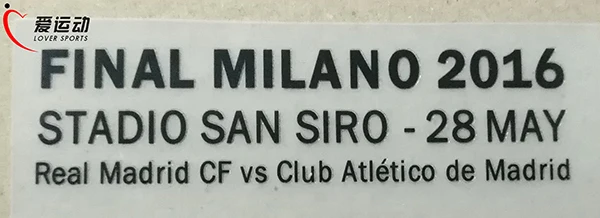 爱运动
LOVER SPORTS
FINAL MILANO 2016
STADIO SAN SIRO - 28 MAY
Real Madrid CF vs Club Atlético de Madrid